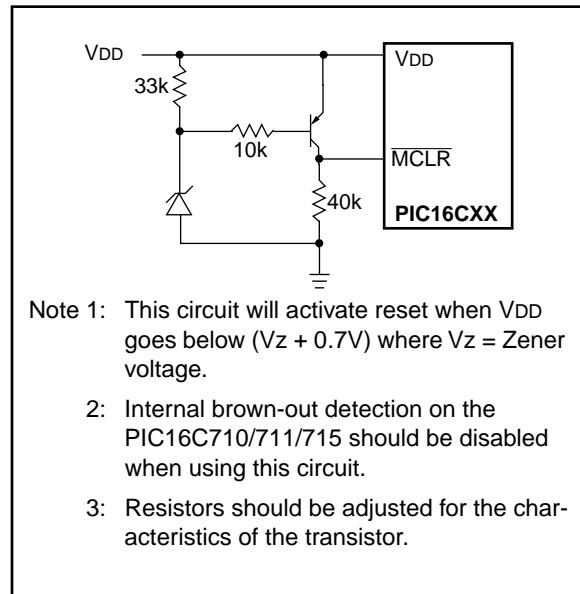 VDD
VDD
33k
10k
MCLR
40k
PIC16CXX
Note 1: This circuit will activate reset when VDD
goes below (Vz + 0.7V) where Vz = Zener
voltage.
2: Internal brown-out detection on the
PIC16C710/711/715 should be disabled
when using this circuit.
3: Resistors should be adjusted for the char-
acteristics of the transistor.